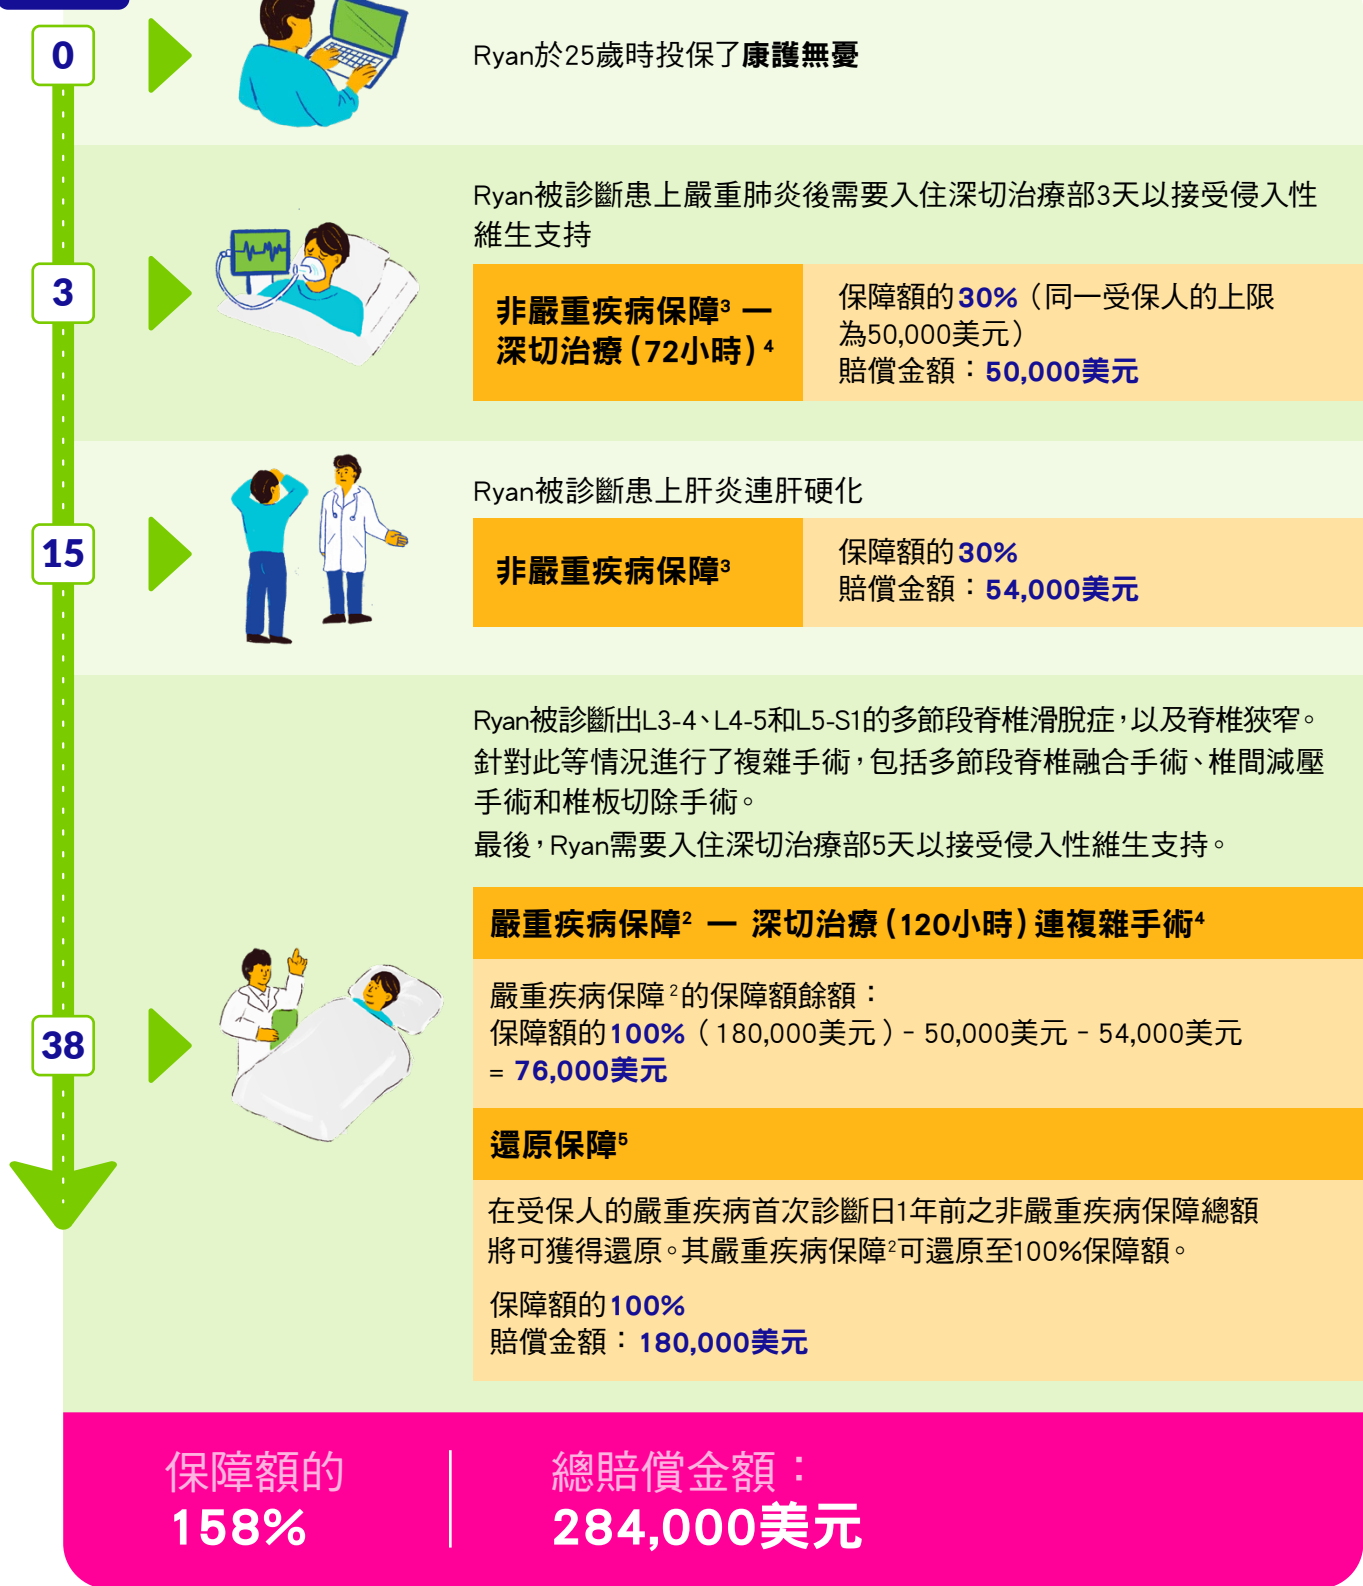 0
Ryan於25歲時投保了康護無憂
3
Ryan被診斷患上嚴重肺炎後需要入住深切治療部3天以接受侵入性
維生支持
非嚴重疾病保障³ —
深切治療（72小時）⁴
保障額的30%（同一受保人的上限
為50,000美元）
賠償金額：50,000美元
15
Ryan被診斷患上肝炎連肝硬化
非嚴重疾病保障³
保障額的30%
賠償金額：54,000美元
38
Ryan被診斷出L3-4、L4-5和L5-S1的多節段脊椎滑脫症，以及脊椎狹窄。
針對此等情況進行了複雜手術，包括多節段脊椎融合手術、椎間減壓
手術和椎板切除手術。
最後，Ryan需要入住深切治療部5天以接受侵入性維生支持。
嚴重疾病保障² — 深切治療（120小時）連複雜手術⁴
嚴重疾病保障²的保障額餘額：
保障額的100%（180,000美元）- 50,000美元 - 54,000美元
= 76,000美元
還原保障⁵
在受保人的嚴重疾病首次診斷日1年前之非嚴重疾病保障總額
將可獲得還原。其嚴重疾病保障²可還原至100%保障額。
保障額的100%
賠償金額：180,000美元
保障額的
158%
總賠償金額：
284,000美元